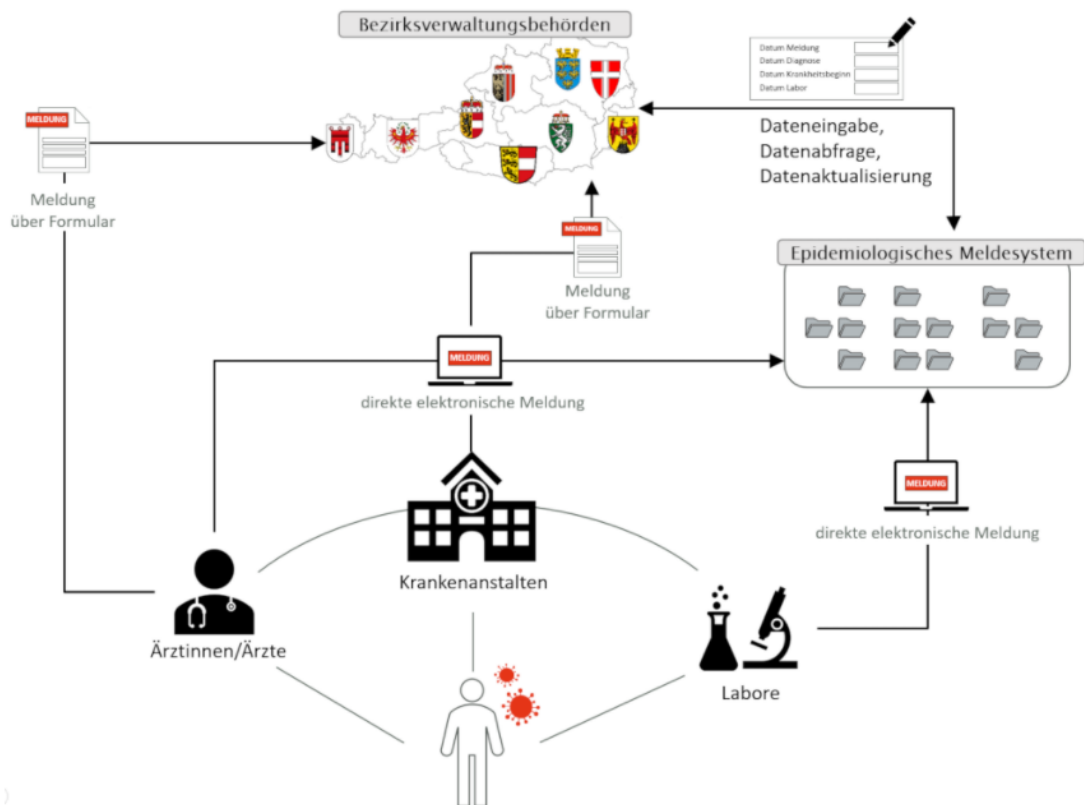 Bezirksverwaltungsbehörden
Datum Meldung
Datum Diagnose
Datum Krankheitsbeginn
Datum Labor
MELDUNG
Dateneingabe,
Datenabfrage,
Datenaktualisierung
Meldung
über Formular
MELDUNG
Meldung
über Formular
Epidemiologisches Meldesystem
MELDUNG
direkte elektronische Meldung
MELDUNG
direkte elektronische Meldung
Krankenanstalten
Ärztinnen/Ärzte
Labore
)